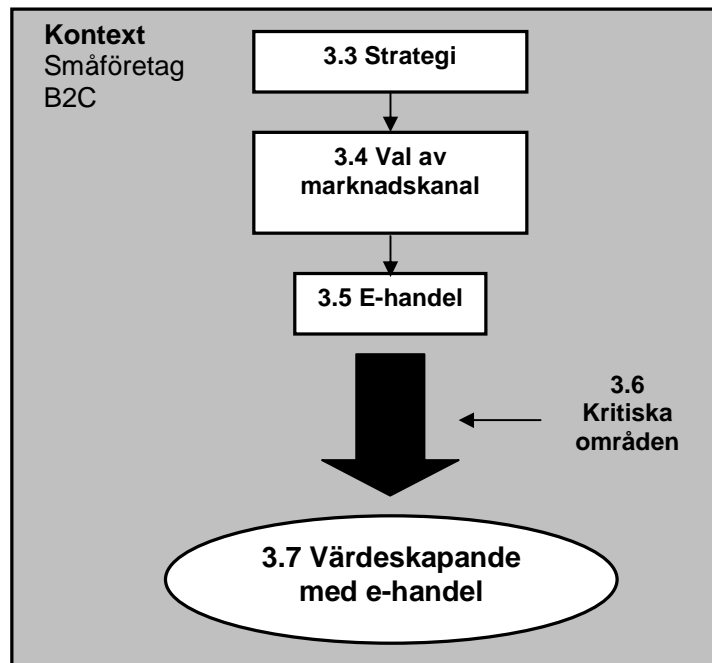 Kontext
Småföretag
B2C
3.3 Strategi
3.4 Val av
marknadskanal
3.5 E-handel
3.6
Kritiska
områden
3.7 Värdeskapande
med e-handel